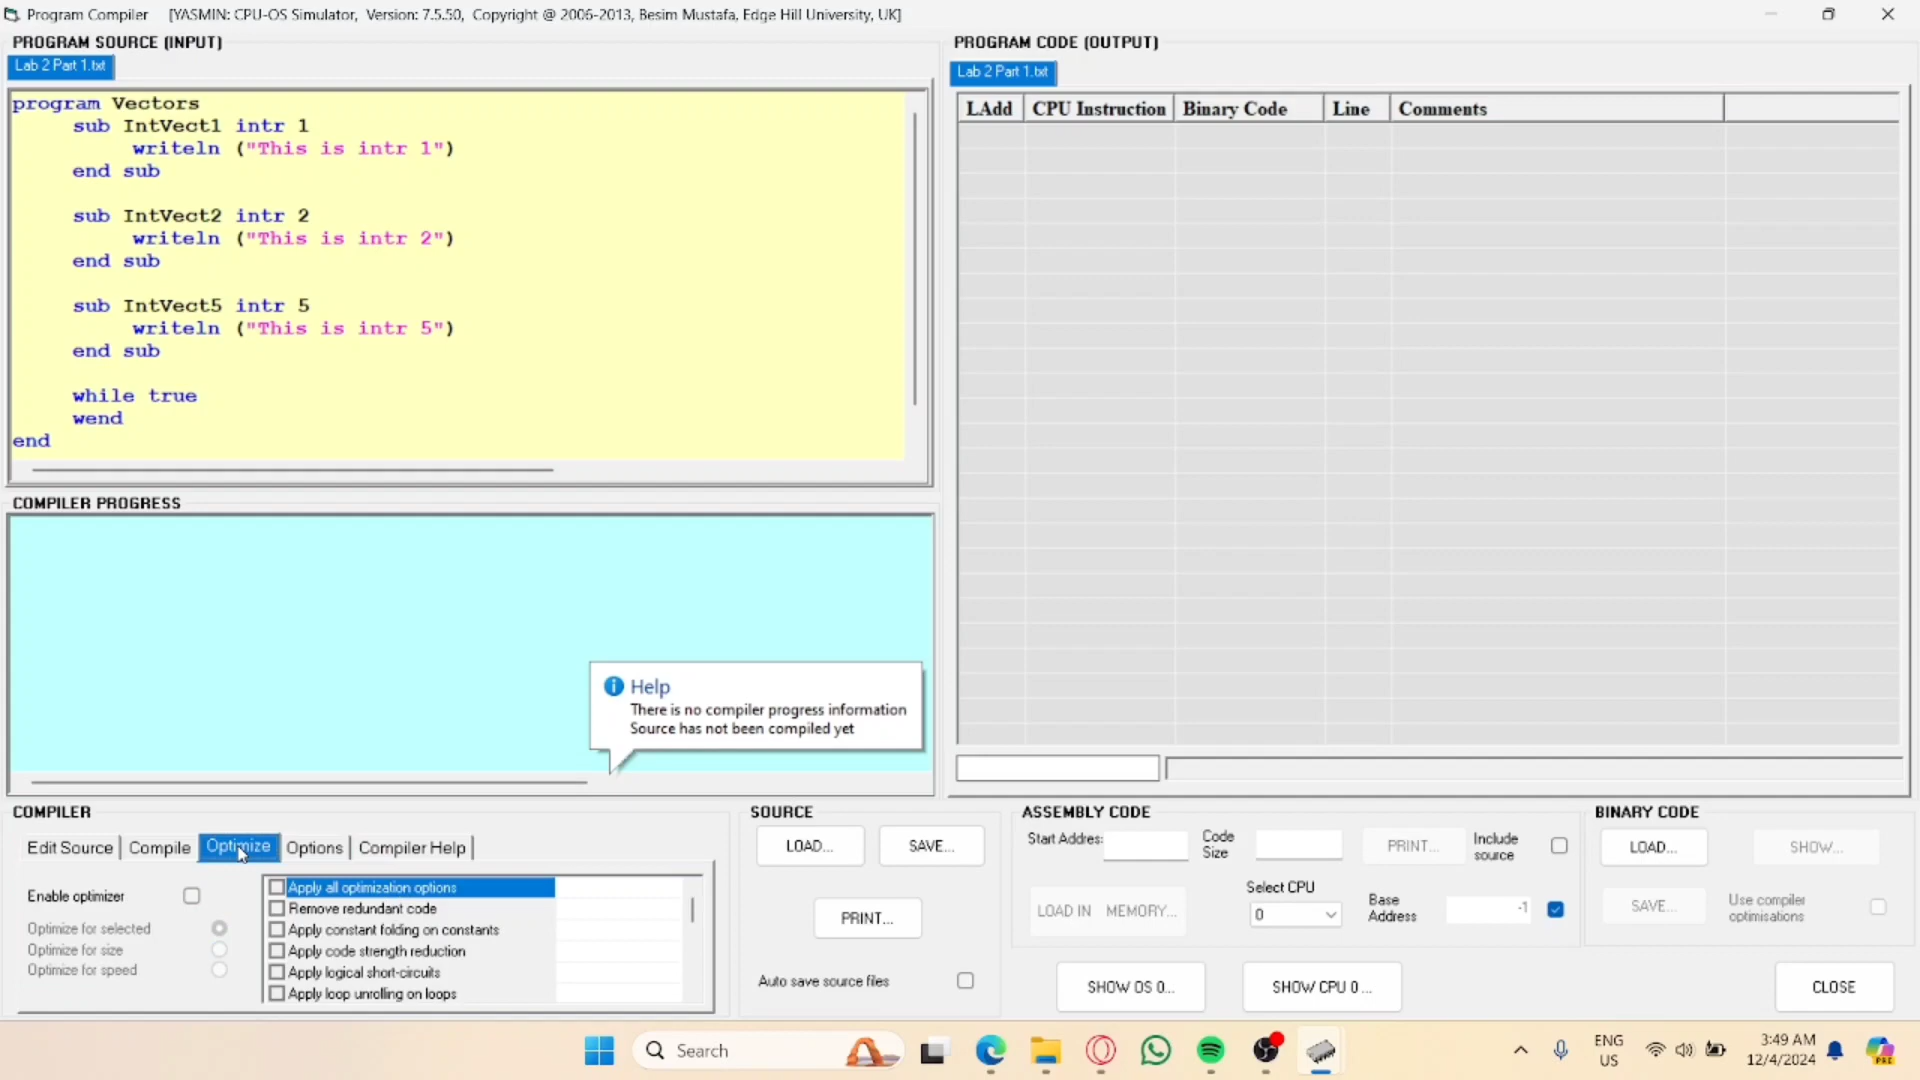 Program Compiler [YASMIN: CPU-OS Simulator, Version: 7.5.50, Copyright @ 2006-2013, Besim Mustafa, Edge Hill University, UK]
PROGRAM SOURCE (INPUT)
Lab 2 Part 1.txt
program Vectors
sub IntVect1 intr 1
writeln ("This is intr 1")
end sub
sub IntVect2 intr 2
writeln ("This is intr 2")
end sub
sub IntVect5 intr 5
writeln ("This is intr 5")
end sub
while true
wend
end
PROGRAM CODE (OUTPUT)
Lab 2 Part 1.txt
LAdd CPU Instruction Binary Code Line Comments
COMPILER PROGRESS
Help
There is no compiler progress information
Source has not been compiled yet
COMPILER
Edit Source Compile Optimize Options Compiler Help
Enable optimizer
Optimize for selected
Optimize for size
Optimize for speed
Apply all optimization options
Remove redundant code
Apply constant folding on constants
Apply code strength reduction
Apply logical short-circuits
Apply loop unrolling on loops
SOURCE
LOAD... SAVE...
PRINT...
Auto save source files
ASSEMBLY CODE
Start Addres:
Code
Size
PRINT...
Include
source
LOAD IN MEMORY...
Select CPU
0
Base
Address
-1
SHOW OS 0... SHOW CPU 0 ...
BINARY CODE
LOAD... SHOW...
SAVE...
Use compiler
optimisations
CLOSE
Search
ENG
US
3:49 AM
12/4/2024
PRE